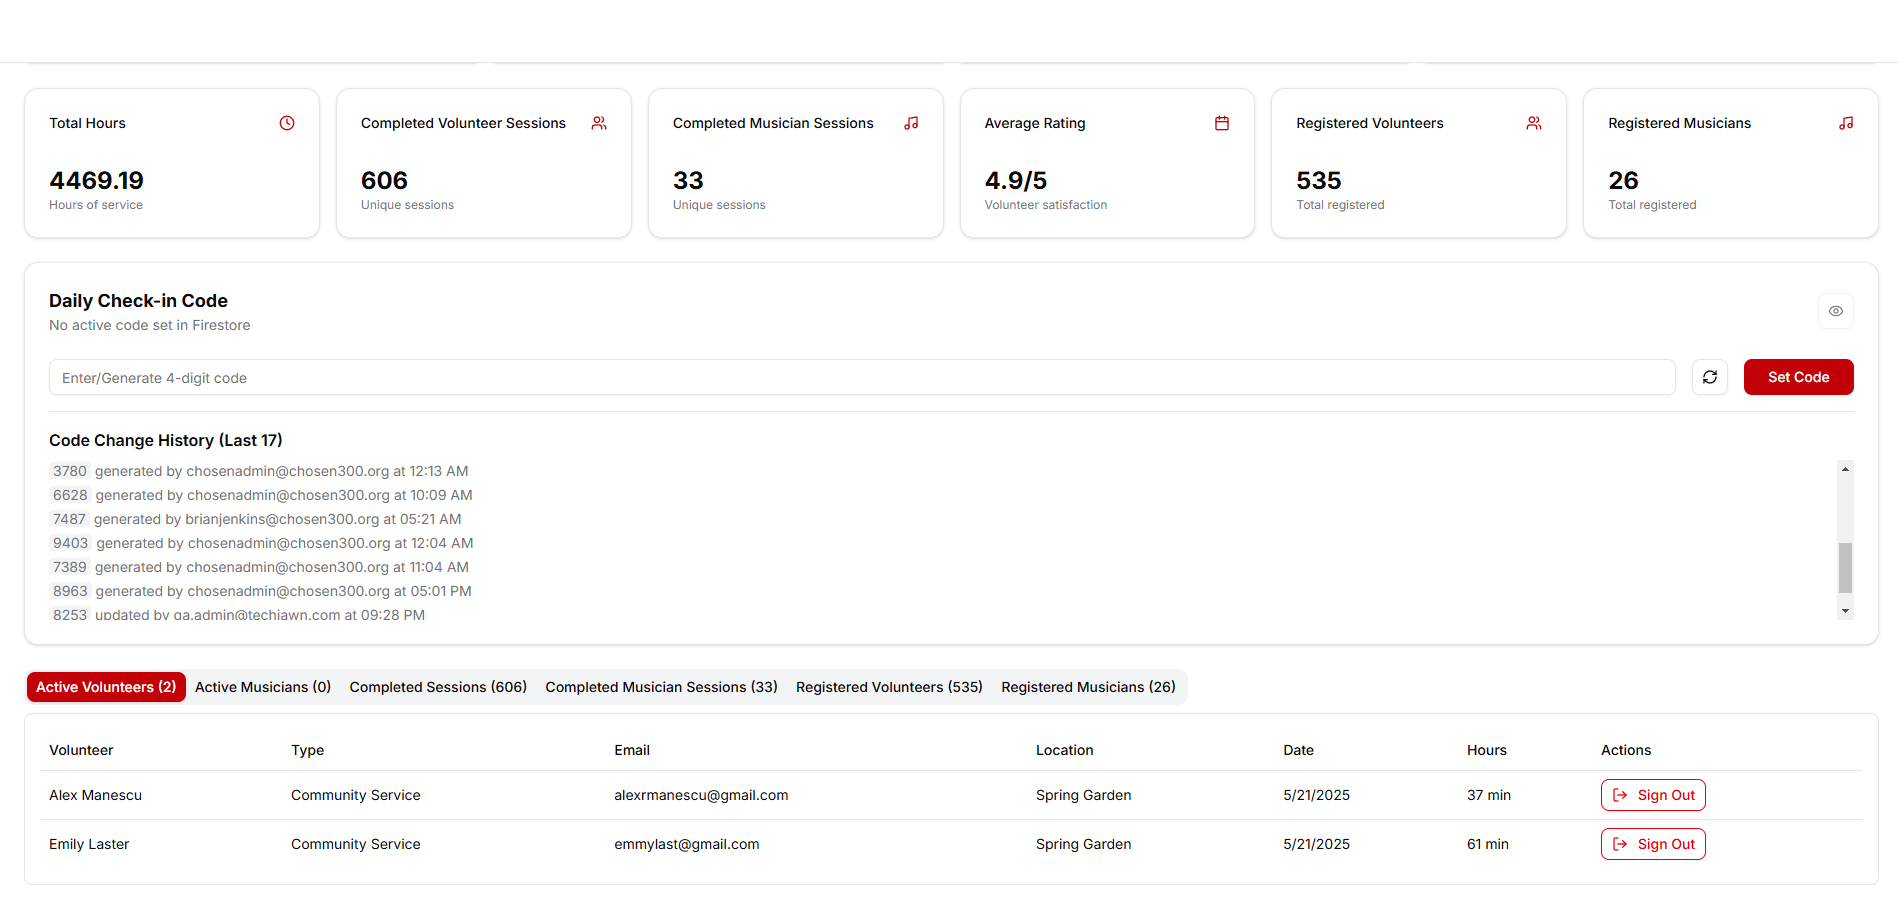 Total Hours
4469.19
Hours of service
Completed Volunteer Sessions
606
Unique sessions
Completed Musician Sessions
33
Unique sessions
Average Rating
4.9/5
Volunteer satisfaction
Registered Volunteers
535
Total registered
Registered Musicians
26
Total registered
Daily Check-in Code
No active code set in Firestore
Enter/Generate 4-digit code
Set Code
Code Change History (Last 17)
3780 generated by chosenadmin@chosen300.org at 12:13 AM
6628 generated by chosenadmin@chosen300.org at 10:09 AM
7487 generated by brianjenkins@chosen300.org at 05:21 AM
9403 generated by chosenadmin@chosen300.org at 12:04 AM
7389 generated by chosenadmin@chosen300.org at 11:04 AM
8963 generated by chosenadmin@chosen300.org at 05:01 PM
8253 updated by qa.admin@techjawn.com at 09:28 PM
Active Volunteers (2) Active Musicians (0) Completed Sessions (606) Completed Musician Sessions (33) Registered Volunteers (535) Registered Musicians (26)
Volunteer Type Email Location Date Hours Actions
Alex Manescu Community Service alexrmanescu@gmail.com Spring Garden 5/21/2025 37 min Sign Out
Emily Laster Community Service emmylast@gmail.com Spring Garden 5/21/2025 61 min Sign Out